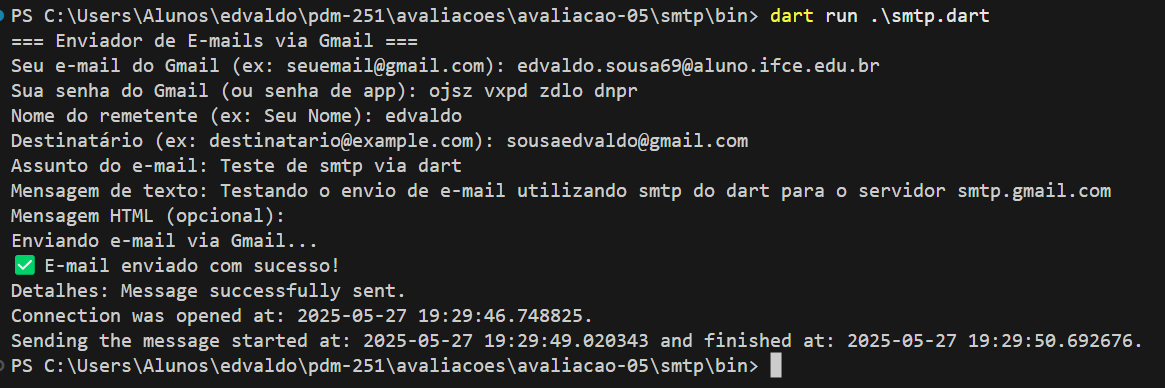 PS C:\Users\Alunos\edvaldo\pdm-251\avaliacoes\avaliacao-05\smtp\bin> dart run .\smtp.dart
=== Enviador de E-mails via Gmail ===
Seu e-mail do Gmail (ex: seuemail@gmail.com): edvaldo.sousa69@aluno.ifce.edu.br
Sua senha do Gmail (ou senha de app): ojsz vxpd zdlo dnpr
Nome do remetente (ex: Seu Nome): edvaldo
Destinatário (ex: destinatario@example.com): sousaedvaldo@gmail.com
Assunto do e-mail: Teste de smtp via dart
Mensagem de texto: Testando o envio de e-mail utilizando smtp do dart para o servidor smtp.gmail.com
Mensagem HTML (opcional):
Enviando e-mail via Gmail...
✅ E-mail enviado com sucesso!
Detalhes: Message successfully sent.
Connection was opened at: 2025-05-27 19:29:46.748825.
Sending the message started at: 2025-05-27 19:29:49.020343 and finished at: 2025-05-27 19:29:50.692676.
PS C:\Users\Alunos\edvaldo\pdm-251\avaliacoes\avaliacao-05\smtp\bin>